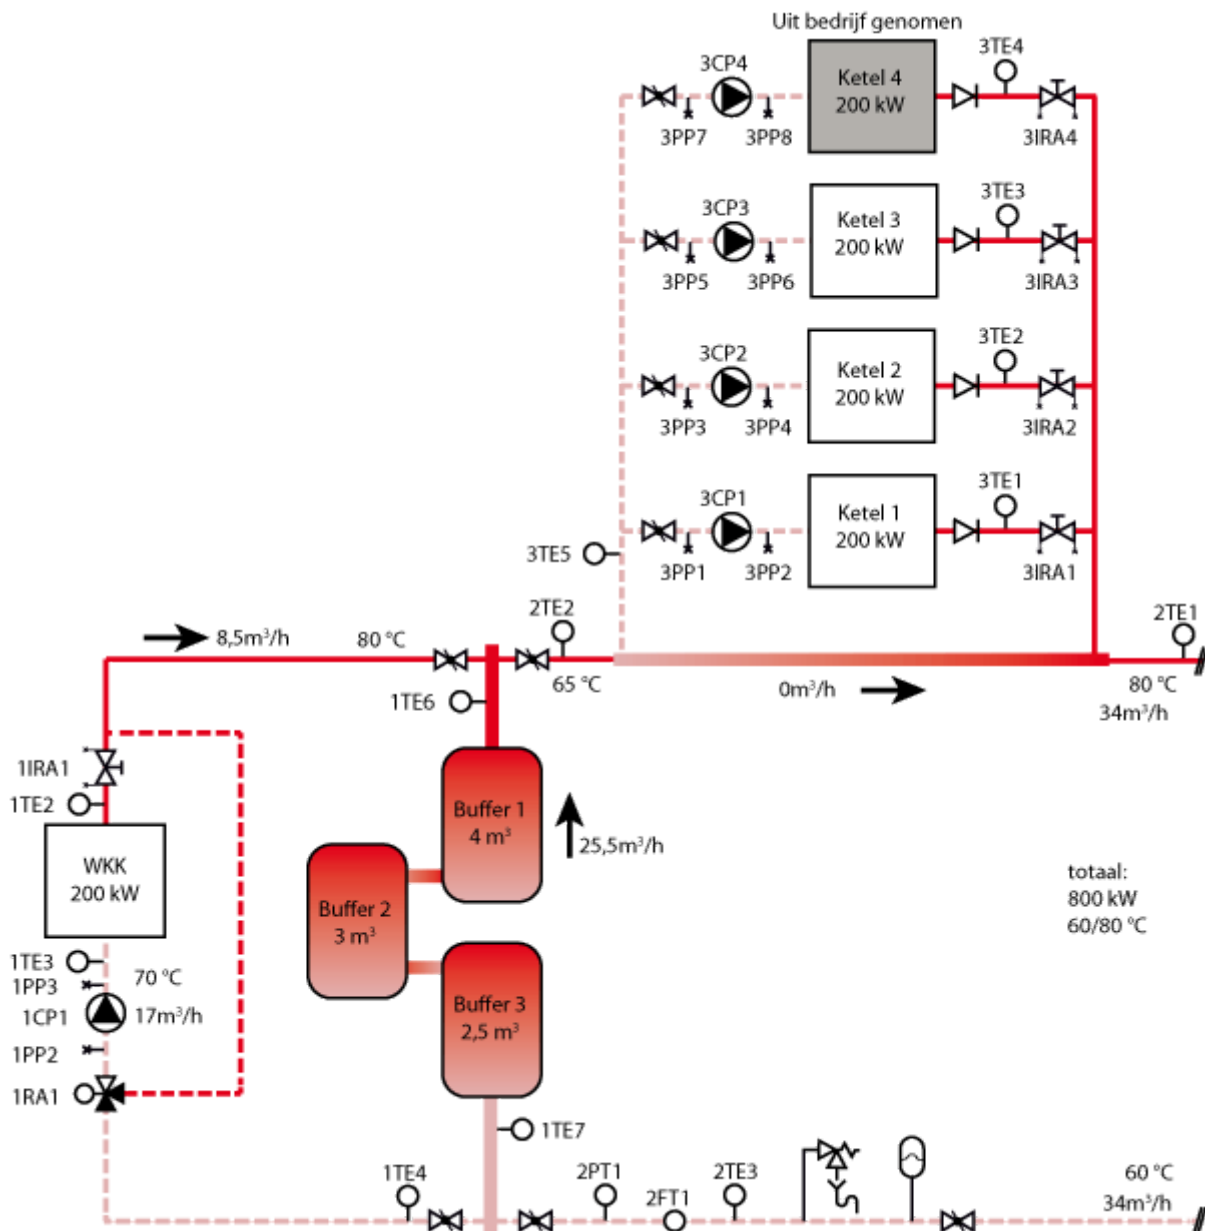 Uit bedrijf genomen
3CP4
3TE4
Ketel 4
200 kW
3PP7
3PP8
3IRA4
3CP3
3TE3
Ketel 3
200 kW
3PP5
3PP6
3IRA3
3CP2
3TE2
Ketel 2
200 kW
3PP3
3PP4
3IRA2
3CP1
3TE1
Ketel 1
200 kW
3TE5
3PP1
3PP2
3IRA1
2TE2
2TE1
8,5m³/h
80 °C
65 °C
0m³/h
80 °C
34m³/h
1TE6
1IRA1
1TE2
Buffer 1
4 m³
25,5m³/h
WKK
200 kW
Buffer 2
3 m³
totaal:
800 kW
60/80 °C
1TE3
70 °C
1PP3
1CP1
17m³/h
Buffer 3
2,5 m³
1PP2
1RA1
1TE7
1TE4
2PT1
2FT1
2TE3
60 °C
34m³/h